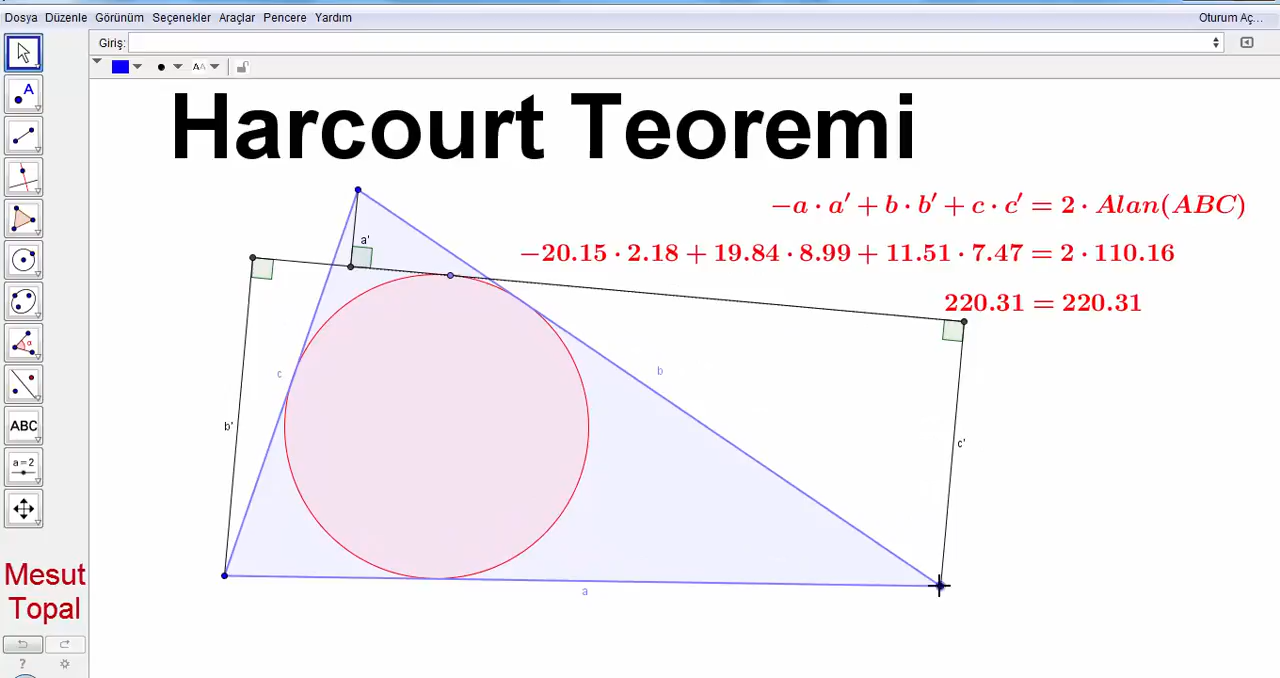 Dosya Düzenle Görünüm Seçenekler Araçlar Pencere Yardım Oturum Aç...
Giriş:
AA
Harcourt Teoremi
A
−a · a′ + b · b′ + c · c′ = 2 · Alan(ABC)
a'
−20.15 · 2.18 + 19.84 · 8.99 + 11.51 · 7.47 = 2 · 110.16
220.31 = 220.31
α
c
b
ABC
b'
c'
a=2
a
Mesut
Topal
?